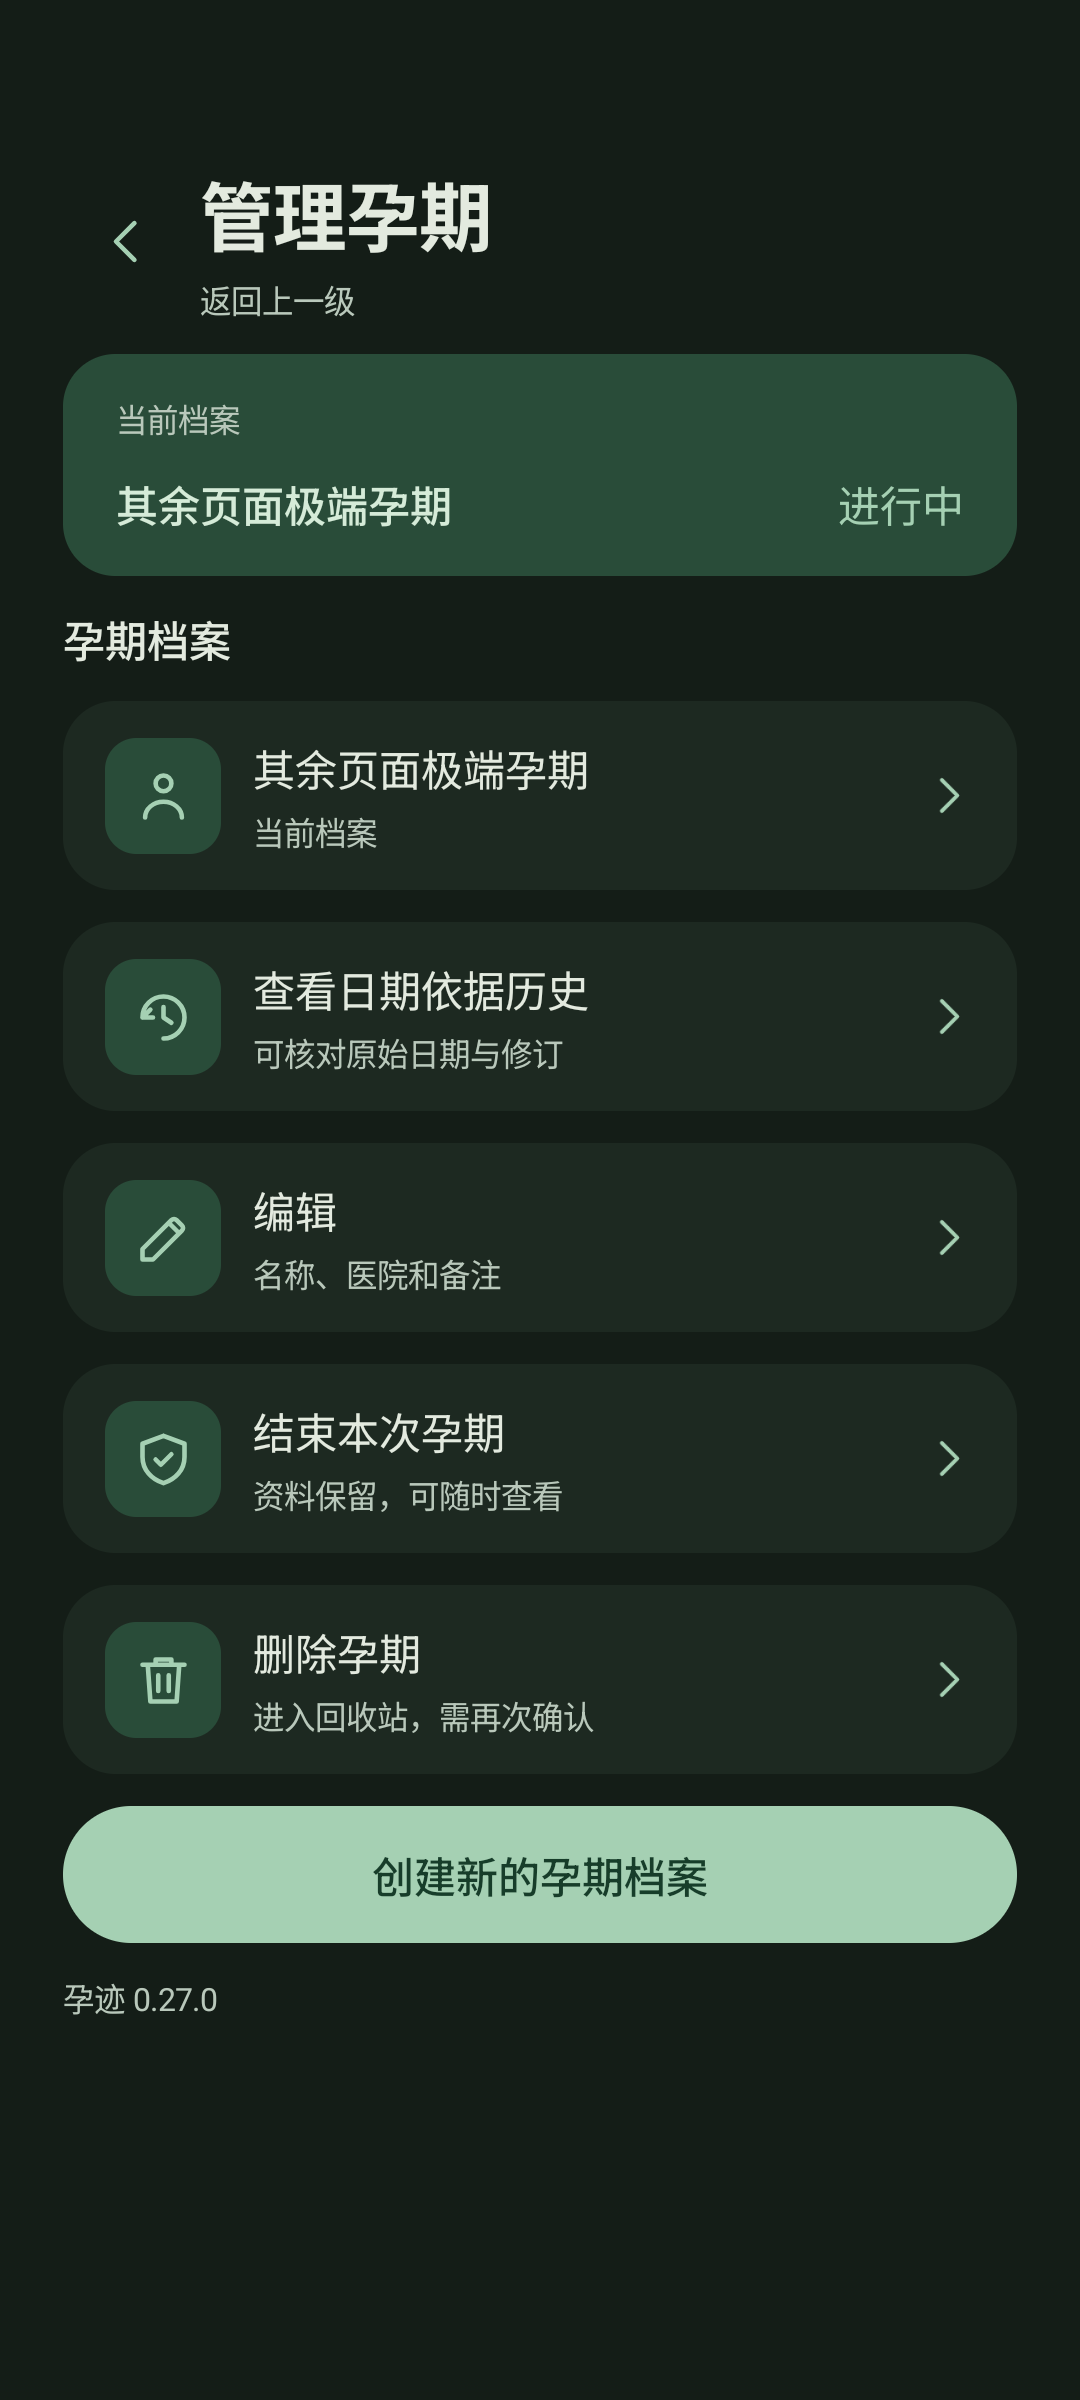 管理孕期
返回上一级
当前档案
其余页面极端孕期
进行中
孕期档案
其余页面极端孕期
当前档案
查看日期依据历史
可核对原始日期与修订
编辑
名称、医院和备注
结束本次孕期
资料保留，可随时查看
删除孕期
进入回收站，需再次确认
创建新的孕期档案
孕迹 0.27.0